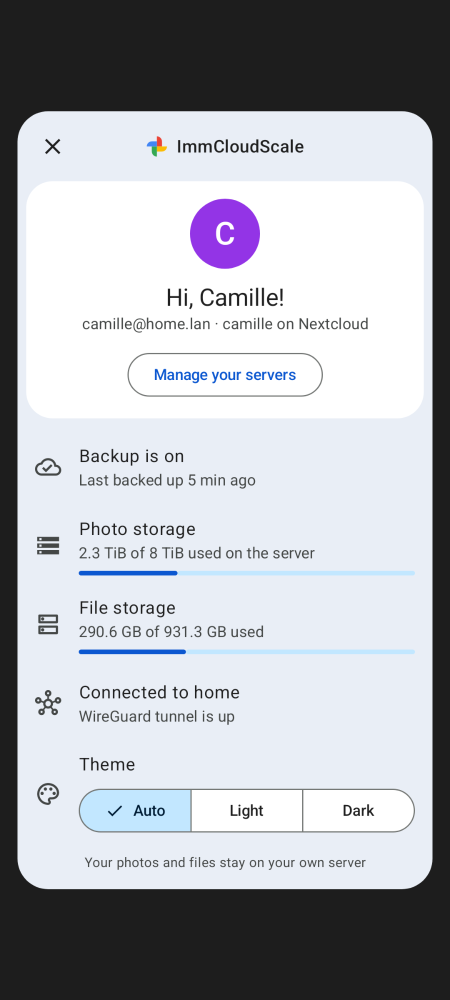 ImmCloudScale
C
Hi, Camille!
camille@home.lan · camille on Nextcloud
Manage your servers
Backup is on
Last backed up 5 min ago
Photo storage
2.3 TiB of 8 TiB used on the server
File storage
290.6 GB of 931.3 GB used
Connected to home
WireGuard tunnel is up
Theme
Auto Light Dark
Your photos and files stay on your own server